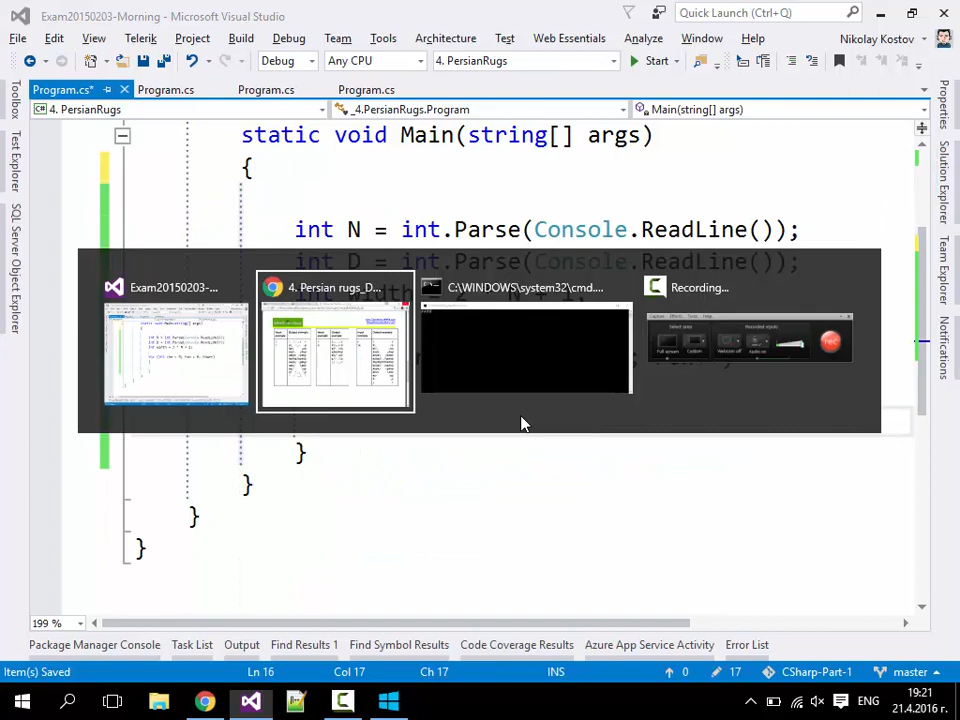 Exam20150203-Morning - Microsoft Visual Studio
Quick Launch (Ctrl+Q)
File Edit View Telerik Project Build Debug Team Tools Architecture Test Web Essentials Analyze Window Help
Nikolay Kostov
Debug Any CPU 4. PersianRugs Start
Program.cs* Program.cs Program.cs Program.cs
4. PersianRugs _4.PersianRugs.Program Main(string[] args)
Toolbox
Test Explorer
SQL Server Object Explorer
Properties
Solution Explorer
Team Explorer
Notifications
static void Main(string[] args)
{
int N = int.Parse(Console.ReadLine());
int D = int.Parse(Console.ReadLine());
Exam20150203-... 4. Persian rugs_D... C:\WINDOWS\system32\cmd.... Recording...
rec
}
}
}
}
199 %
Package Manager Console Task List Output Find Results 1 Find Symbol Results Code Coverage Results Azure App Service Activity Error List
Item(s) Saved Ln 16 Col 17 Ch 17 INS 0 17 CSharp-Part-1 master
ENG
19:21
21.4.2016 г.